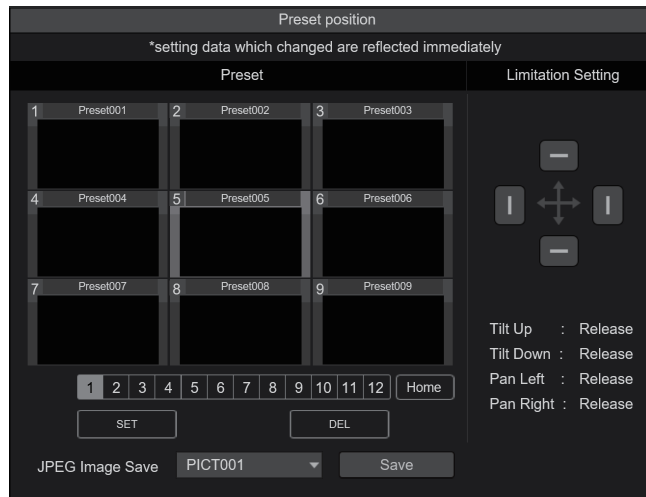 Preset position
*setting data which changed are reflected immediately
Preset Limitation Setting
1 Preset001 2 Preset002 3 Preset003
4 Preset004 5 Preset005 6 Preset006
7 Preset007 8 Preset008 9 Preset009
Tilt Up : Release
Tilt Down : Release
Pan Left : Release
Pan Right : Release
1 2 3 4 5 6 7 8 9 10 11 12 Home
SET DEL
JPEG Image Save PICT001 Save